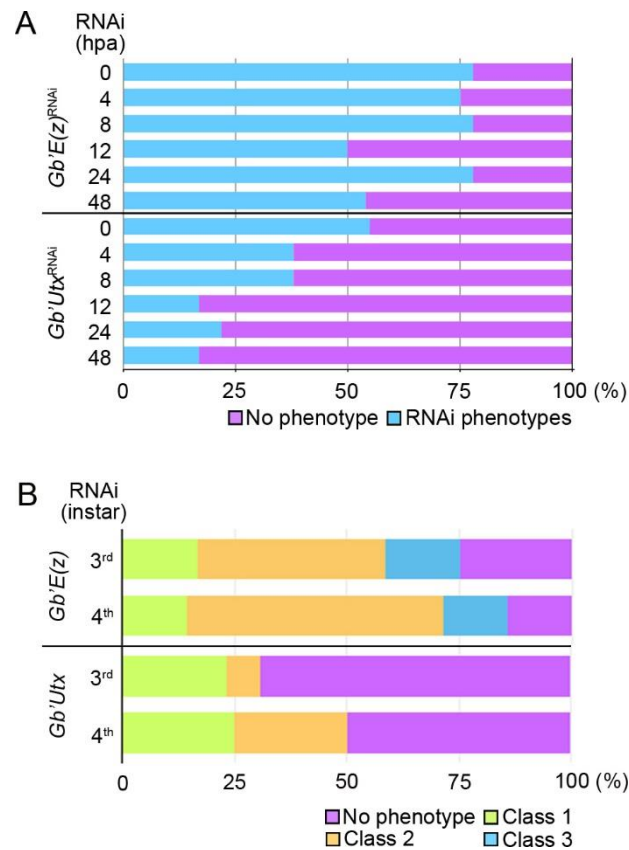 A
RNAi
(hpa)
Gb'E(z)RNAi
0
4
8
12
24
48
Gb'UtxRNAi
0
4
8
12
24
48
0 25 50 75 100 (%)
No phenotype RNAi phenotypes
B
RNAi
(instar)
Gb'E(z)
3rd
4th
Gb'Utx
3rd
4th
0 25 50 75 100 (%)
No phenotype Class 1
Class 2 Class 3